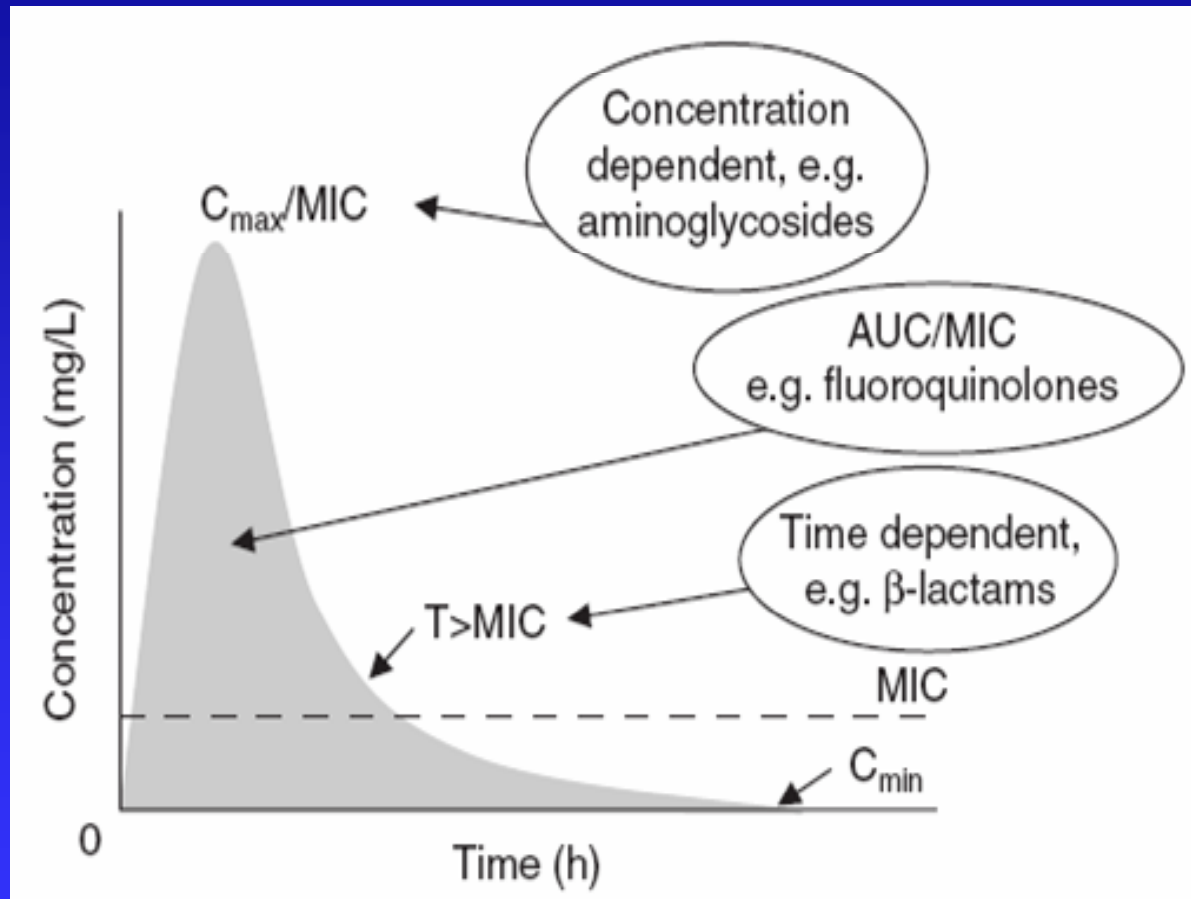 Concentration
dependent, e.g.
aminoglycosides
Cmax/MIC
AUC/MIC
e.g. fluoroquinolones
Time dependent,
e.g. β-lactams
T>MIC
MIC
Cmin
Concentration (mg/L)
0
Time (h)